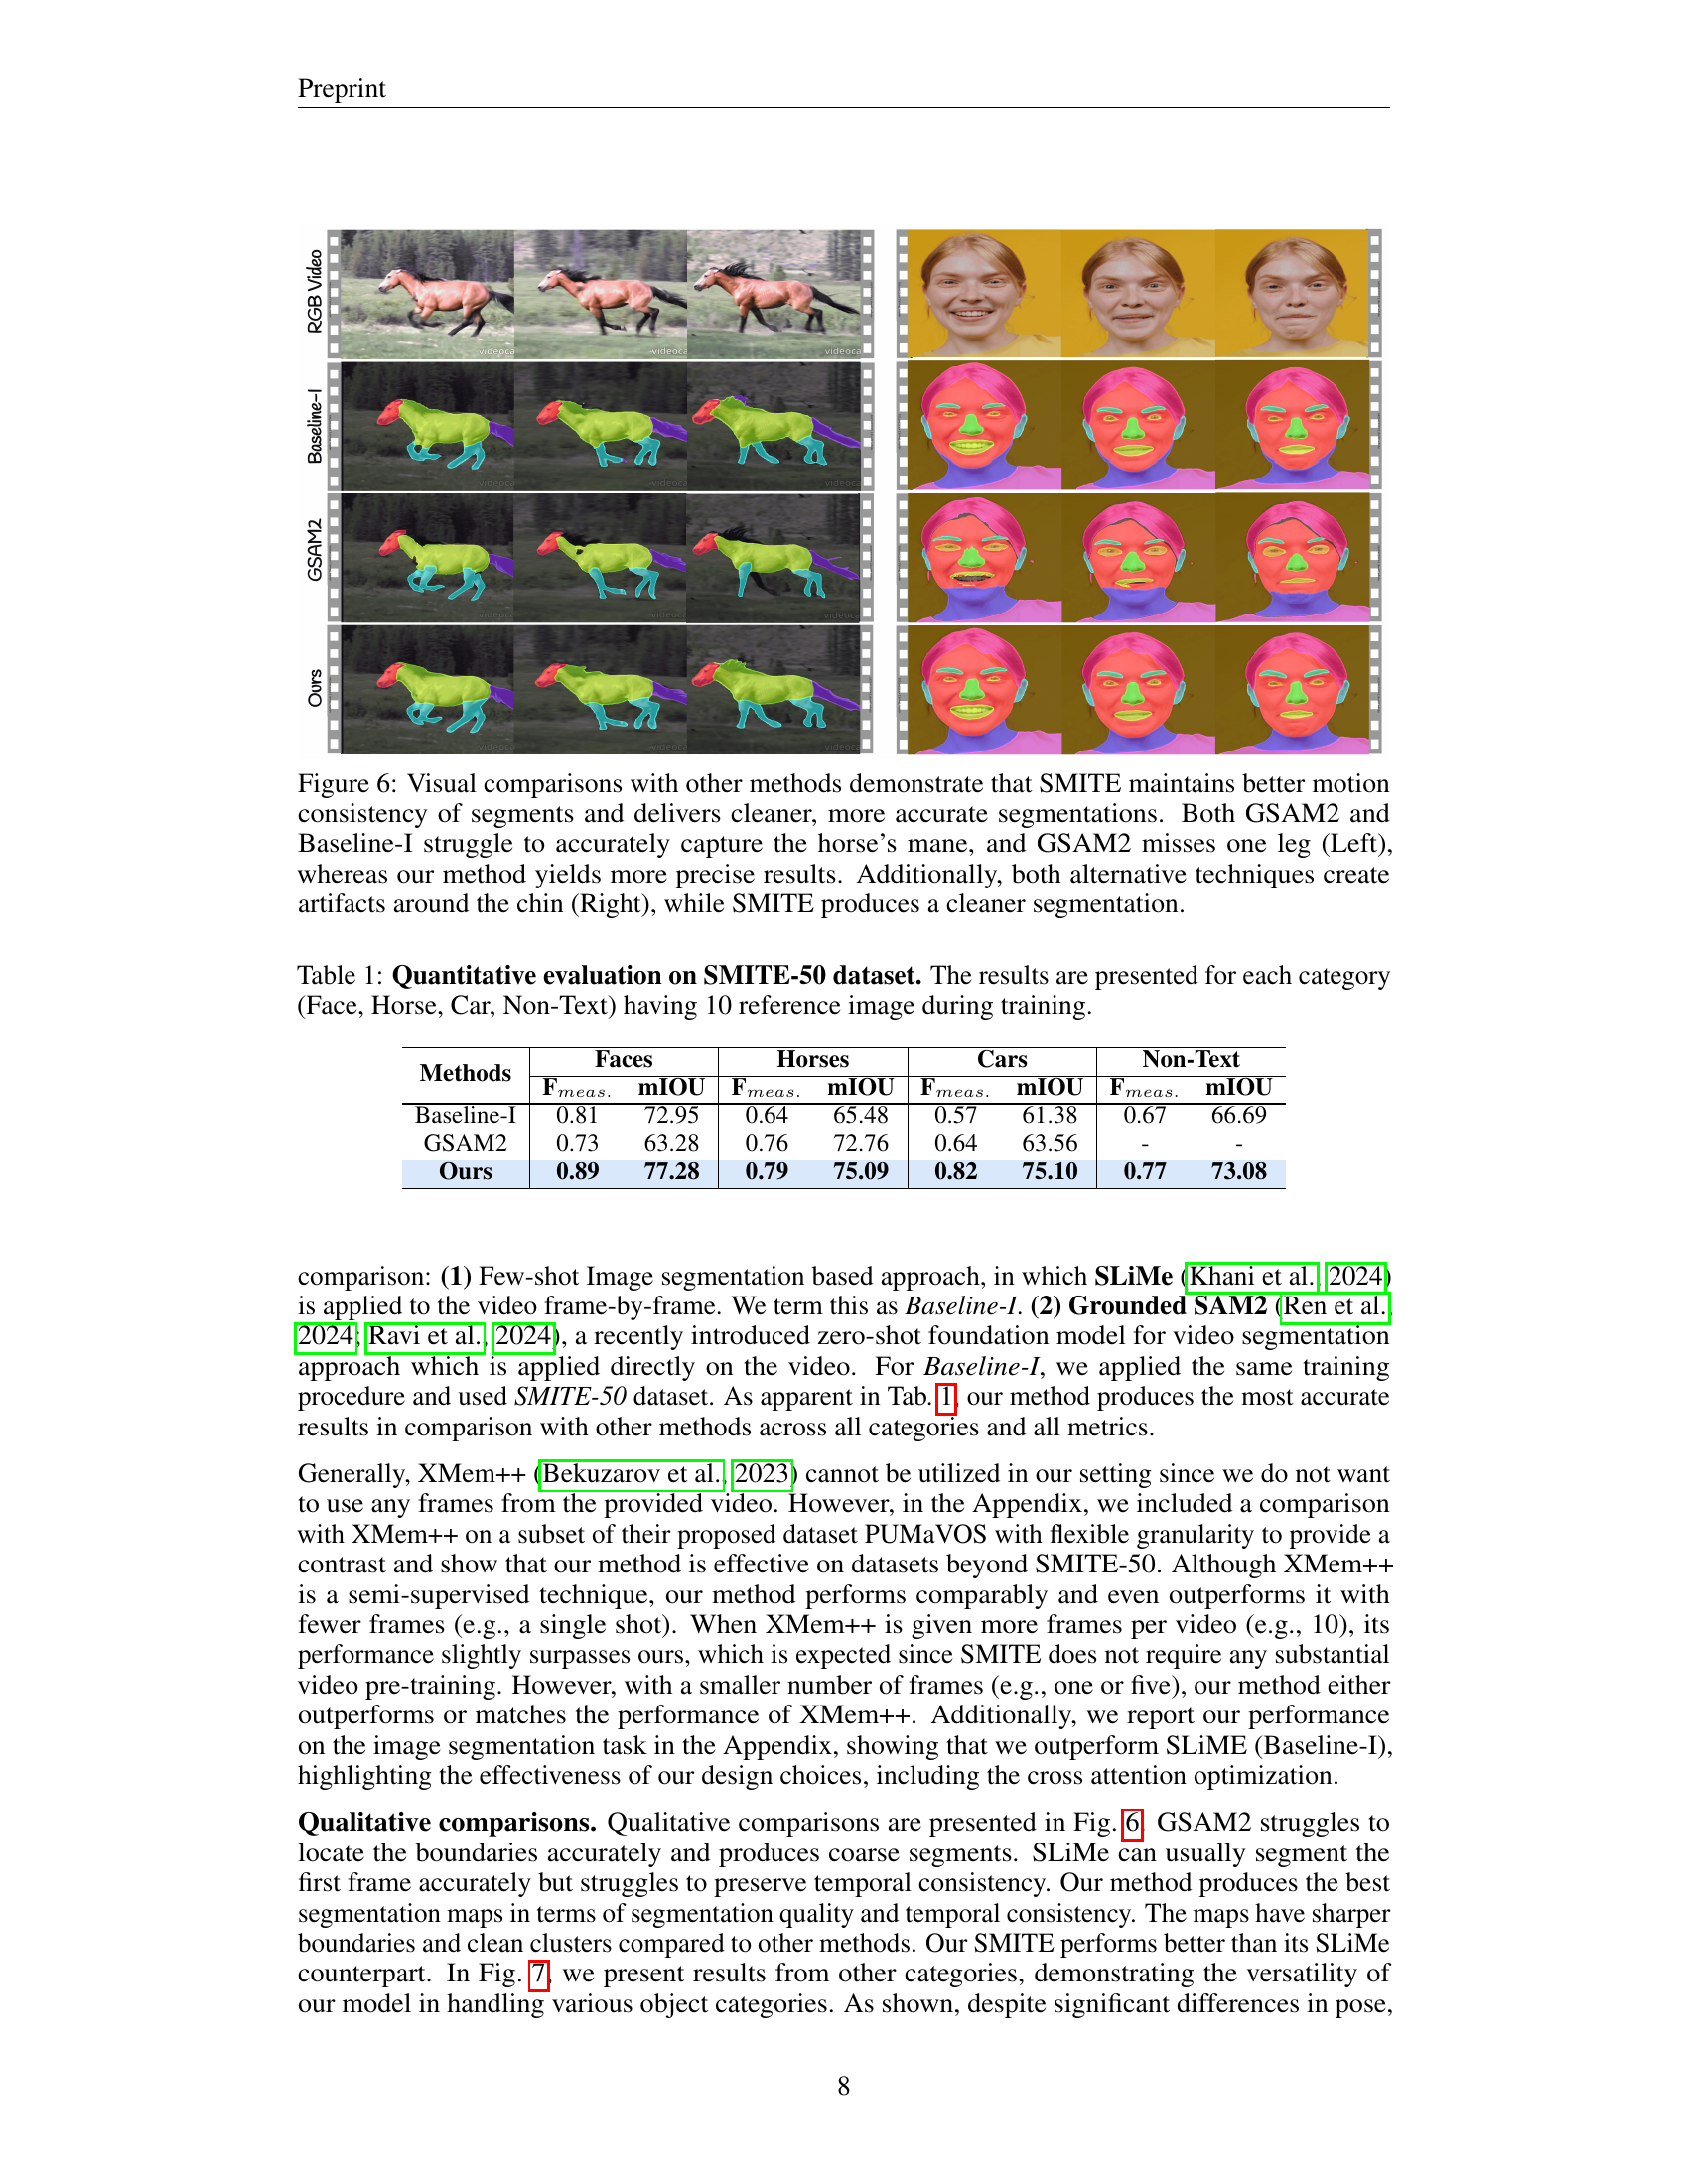 Preprint
RGB Video
videoca
videoca
videoca
Baseline-I
GSAM2
Ours
Figure 6: Visual comparisons with other methods demonstrate that SMITE maintains better motion
consistency of segments and delivers cleaner, more accurate segmentations. Both GSAM2 and
Baseline-I struggle to accurately capture the horse's mane, and GSAM2 misses one leg (Left),
whereas our method yields more precise results. Additionally, both alternative techniques create
artifacts around the chin (Right), while SMITE produces a cleaner segmentation.
Table 1: Quantitative evaluation on SMITE-50 dataset. The results are presented for each category
(Face, Horse, Car, Non-Text) having 10 reference image during training.
Methods Faces Horses Cars Non-Text
Fmeas. mIOU Fmeas. mIOU Fmeas. mIOU Fmeas. mIOU
Baseline-I 0.81 72.95 0.64 65.48 0.57 61.38 0.67 66.69
GSAM2 0.73 63.28 0.76 72.76 0.64 63.56 - -
Ours 0.89 77.28 0.79 75.09 0.82 75.10 0.77 73.08
comparison: (1) Few-shot Image segmentation based approach, in which SLiMe (Khani et al., 2024)
is applied to the video frame-by-frame. We term this as Baseline-I. (2) Grounded SAM2 (Ren et al.,
2024; Ravi et al., 2024), a recently introduced zero-shot foundation model for video segmentation
approach which is applied directly on the video. For Baseline-I, we applied the same training
procedure and used SMITE-50 dataset. As apparent in Tab. 1, our method produces the most accurate
results in comparison with other methods across all categories and all metrics.
Generally, XMem++ (Bekuzarov et al., 2023) cannot be utilized in our setting since we do not want
to use any frames from the provided video. However, in the Appendix, we included a comparison
with XMem++ on a subset of their proposed dataset PUMaVOS with flexible granularity to provide a
contrast and show that our method is effective on datasets beyond SMITE-50. Although XMem++
is a semi-supervised technique, our method performs comparably and even outperforms it with
fewer frames (e.g., a single shot). When XMem++ is given more frames per video (e.g., 10), its
performance slightly surpasses ours, which is expected since SMITE does not require any substantial
video pre-training. However, with a smaller number of frames (e.g., one or five), our method either
outperforms or matches the performance of XMem++. Additionally, we report our performance
on the image segmentation task in the Appendix, showing that we outperform SLiME (Baseline-I),
highlighting the effectiveness of our design choices, including the cross attention optimization.
Qualitative comparisons. Qualitative comparisons are presented in Fig. 6. GSAM2 struggles to
locate the boundaries accurately and produces coarse segments. SLiMe can usually segment the
first frame accurately but struggles to preserve temporal consistency. Our method produces the best
segmentation maps in terms of segmentation quality and temporal consistency. The maps have sharper
boundaries and clean clusters compared to other methods. Our SMITE performs better than its SLiMe
counterpart. In Fig. 7, we present results from other categories, demonstrating the versatility of
our model in handling various object categories. As shown, despite significant differences in pose,
8